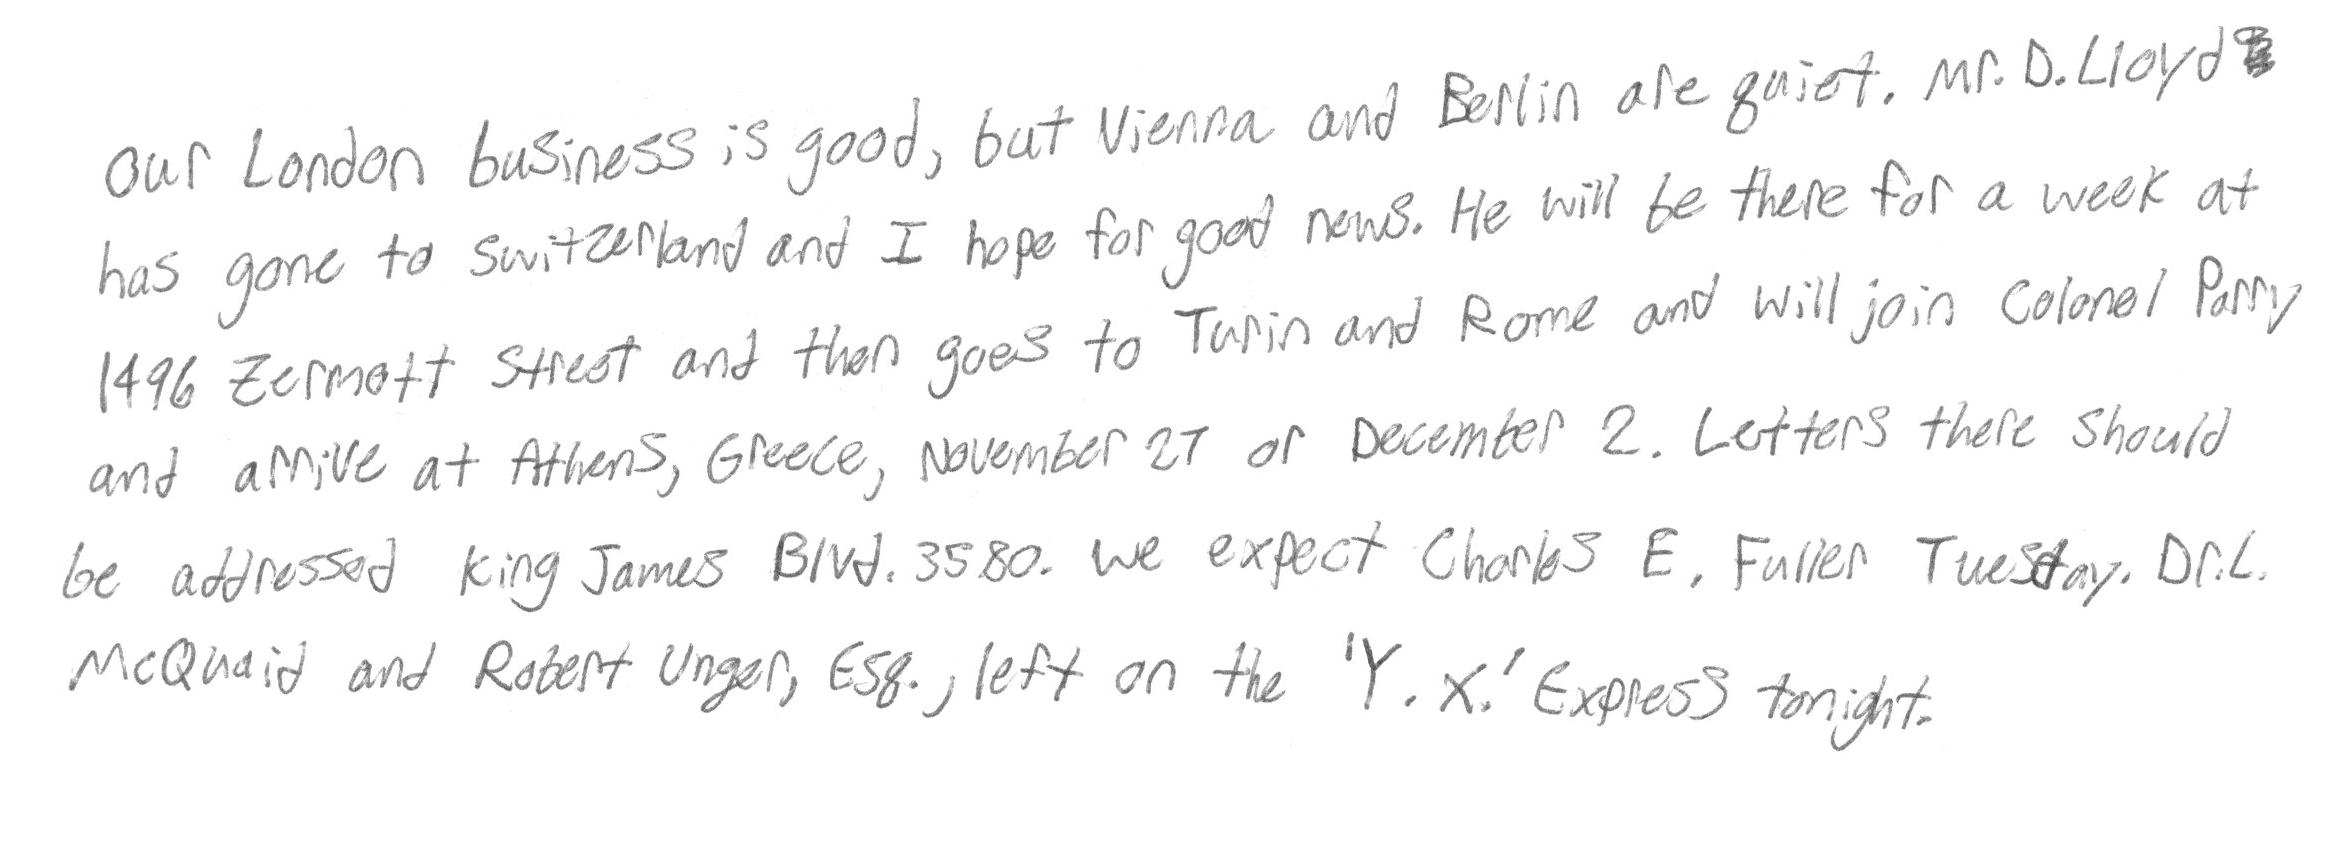 Our London business is good, but Vienna and Berlin are quiet. Mr. D. Lloyd
has gone to Switzerland and I hope for good news. He will be there for a week at
1496 Zermott Street and then goes to Turin and Rome and will join Colonel Parry
and arrive at Athens, Greece, November 27 or December 2. Letters there should
be addressed King James Blvd. 3580. We expect Charles E. Fuller Tuesday. Dr. L.
McQuaid and Robert Unger, Esq., left on the 'Y. X.' Express tonight.